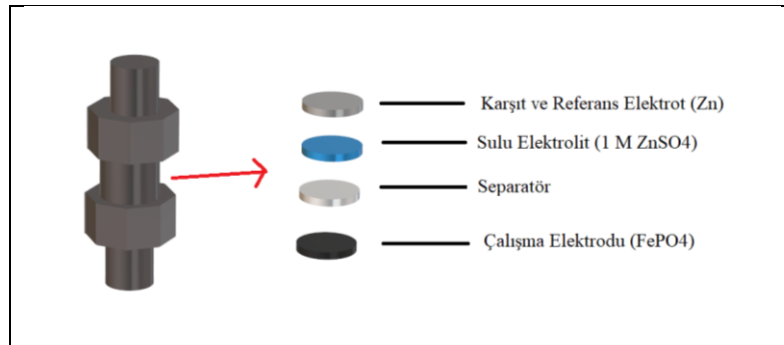 Karşıt ve Referans Elektrot (Zn)
Sulu Elektrolit (1 M ZnSO4)
Separatör
Çalışma Elektrodu (FePO4)